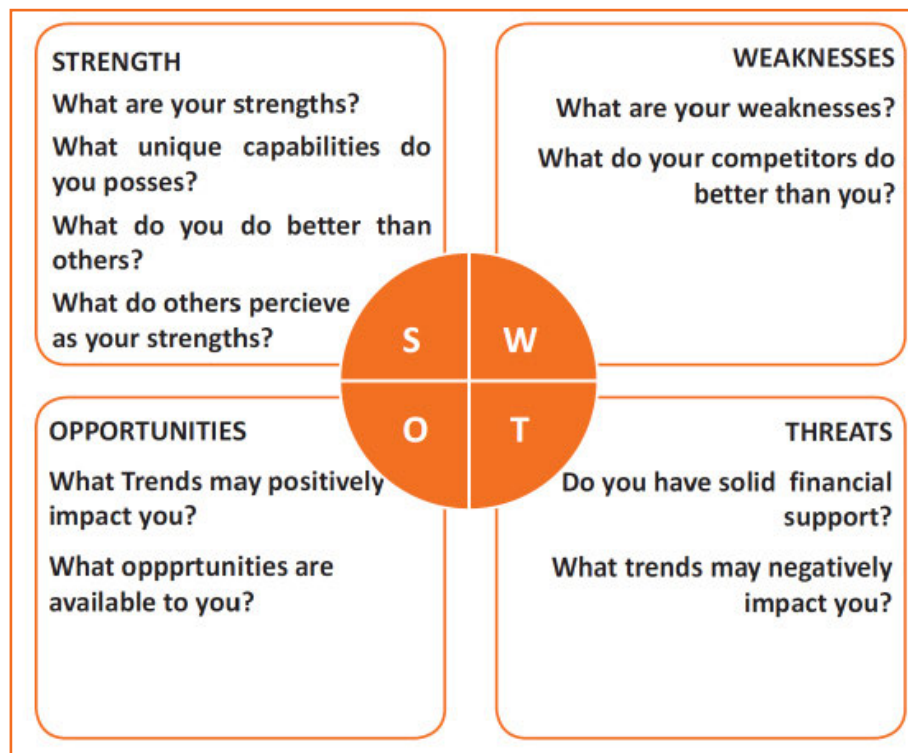 STRENGTH
What are your strengths?
What unique capabilities do
you posses?
What do you do better than
others?
What do others percieve
as your strengths?
WEAKNESSES
What are your weaknesses?
What do your competitors do
better than you?
S
W
O
T
OPPORTUNITIES
What Trends may positively
impact you?
What oppprtunities are
available to you?
THREATS
Do you have solid financial
support?
What trends may negatively
impact you?